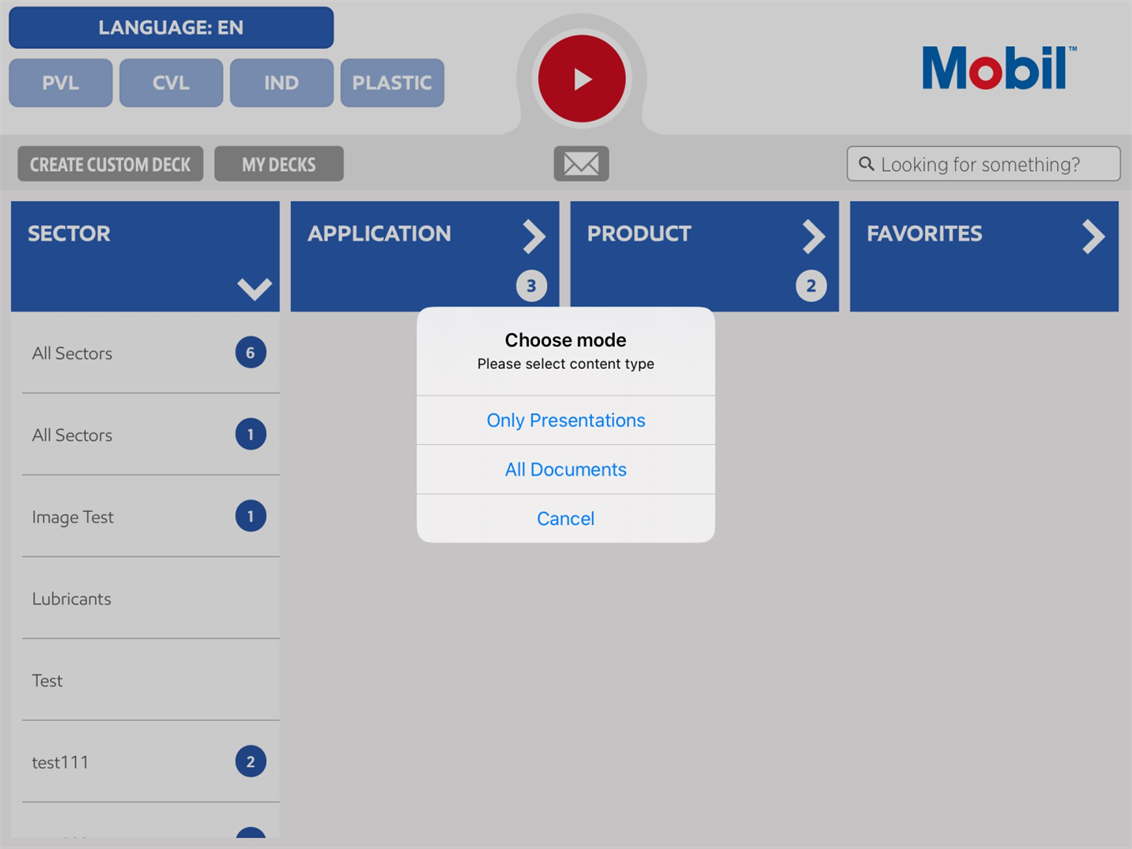 LANGUAGE: EN
PVL
CVL
IND
PLASTIC
Mobil™
CREATE CUSTOM DECK
MY DECKS
Looking for something?
SECTOR
APPLICATION
3
PRODUCT
2
FAVORITES
All Sectors
6
All Sectors
1
Image Test
1
Lubricants
Test
test111
2
Choose mode
Please select content type
Only Presentations
All Documents
Cancel